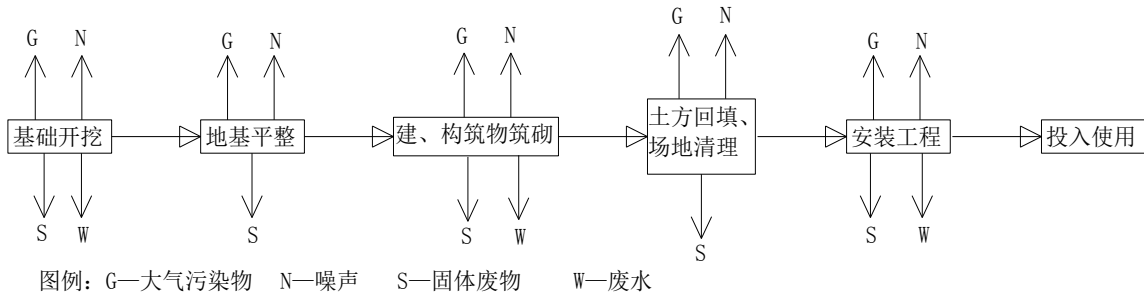 G N G N G N G N G N
基础开挖 地基平整 建、构筑物筑砌 土方回填、
场地清理 安装工程 投入使用
S W S S W S S W
图例：G—大气污染物 N—噪声 S—固体废物 W—废水